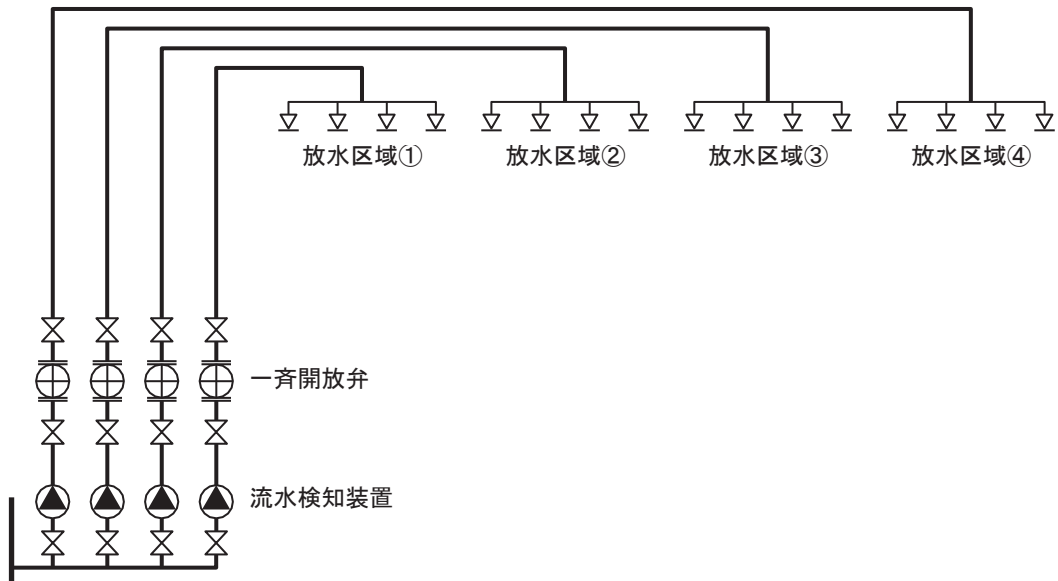 放水区域①
放水区域②
放水区域③
放水区域④
一斉開放弁
流水検知装置